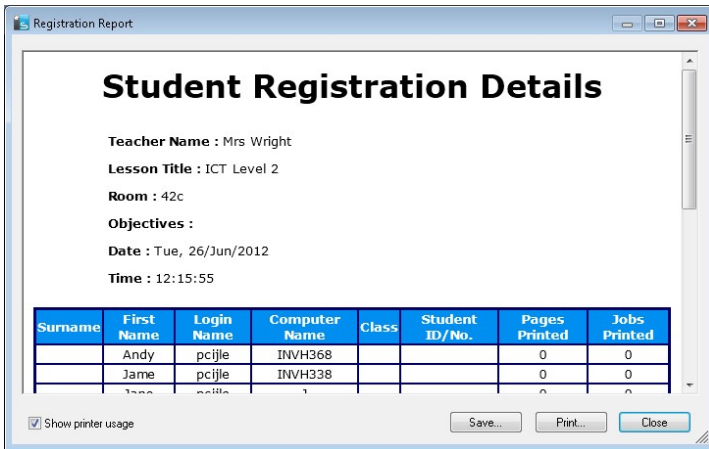 Registration Report
Student Registration Details
Teacher Name : Mrs Wright
Lesson Title : ICT Level 2
Room : 42c
Objectives :
Date : Tue, 26/Jun/2012
Time : 12:15:55
Surname First Name Login Name Computer Name Class Student ID/No. Pages Printed Jobs Printed
Andy pcijle INVH368 0 0
Jame pcijle INVH338 0 0
Show printer usage Save... Print... Close